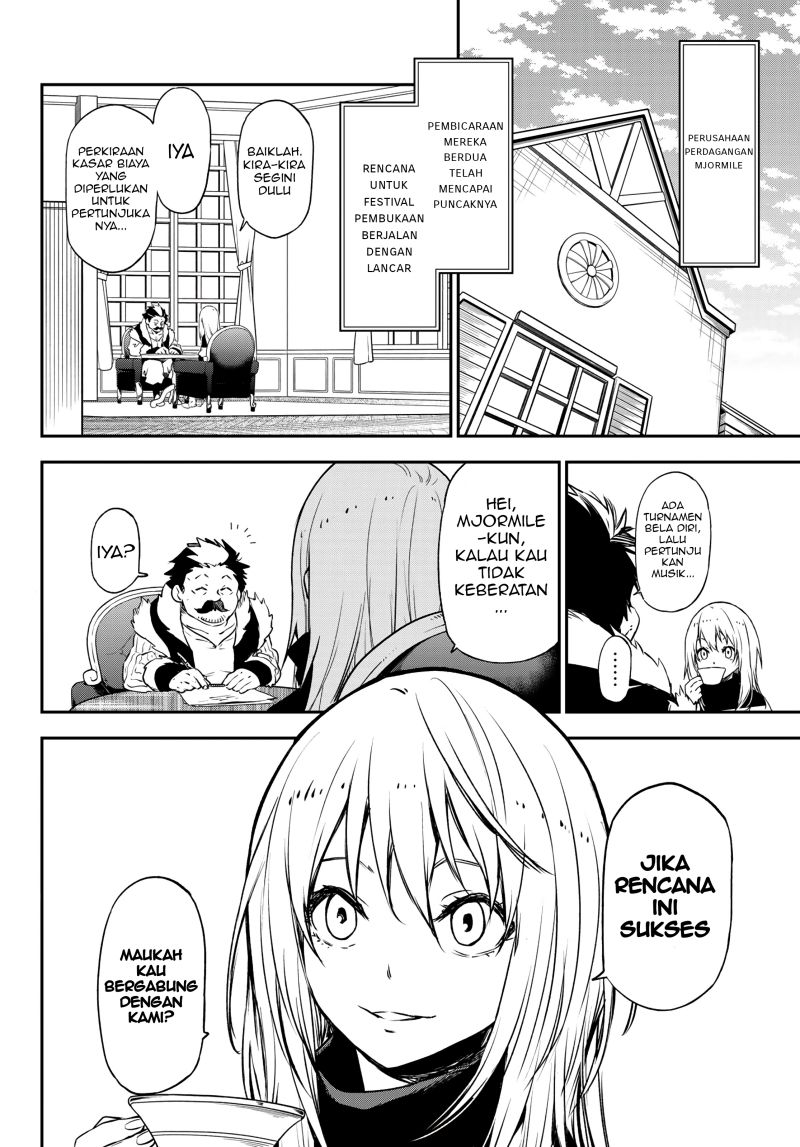 PERUSAHAAN
PERDAGANGAN
MJORMILE
PEMBICARAAN
MEREKA
BERDUA
TELAH
MENCAPAI
PUNCAKNYA
RENCANA
UNTUK
FESTIVAL
PEMBUKAAN
BERJALAN
DENGAN
LANCAR
BAIKLAH.
KIRA-KIRA
SEGINI
DULU
IYA
PERKIRAAN
KASAR BIAYA
YANG
DIPERLUKAN
UNTUK
PERTUNJUKA
NYA...
ADA
TURNAMEN
BELA DIRI,
LALU
PERTUNJU
KAN
MUSIK...
......
HEI,
MJORMILE
-KUN,
KALAU KAU
TIDAK
KEBERATAN
...
IYA?
JIKA
RENCANA
INI
SUKSES
MAUKAH
KAU
BERGABUNG
DENGAN
KAMI?